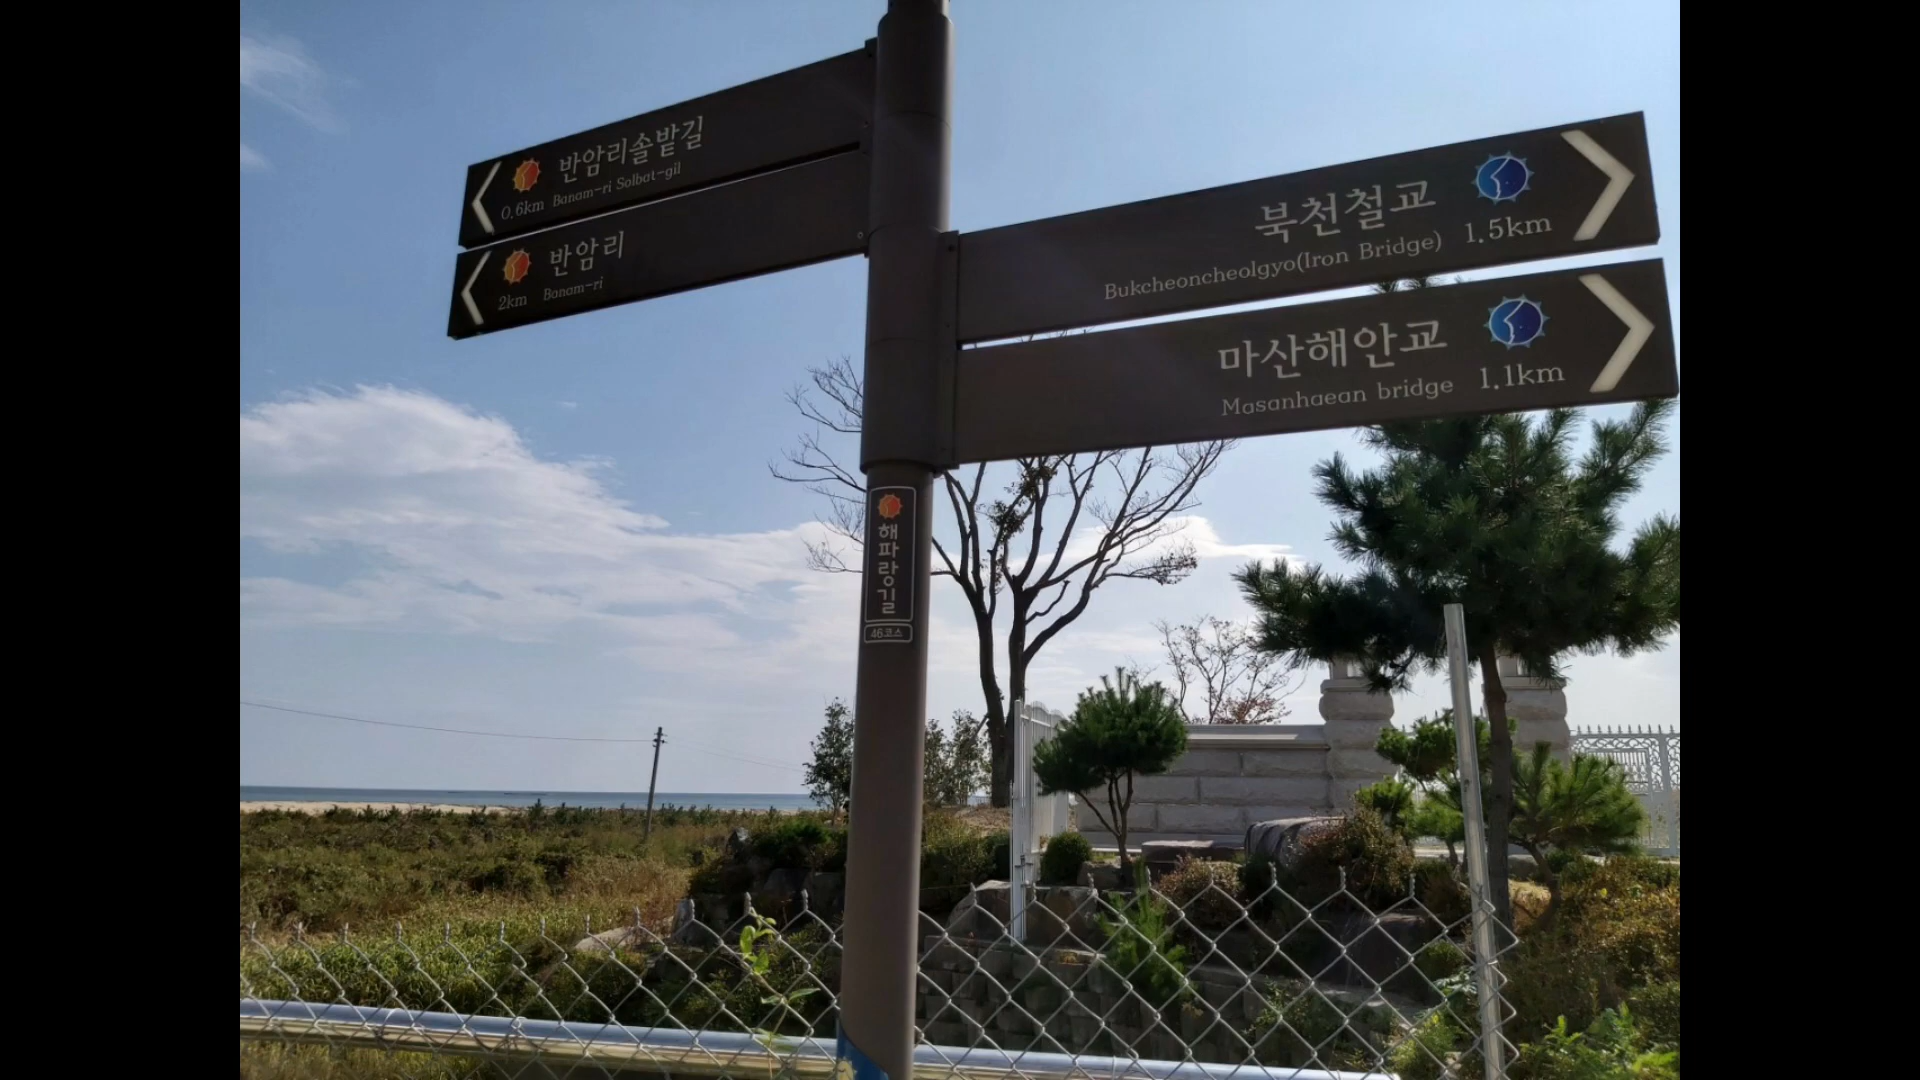 반암리솔밭길
0.6km Banam-ri Solbat-gil
반암리
2km Banam-ri
북천철교
Bukcheoncheolgyo(Iron Bridge) 1.5km
마산해안교
Masanhaean bridge 1.1km
해파랑길
46코스